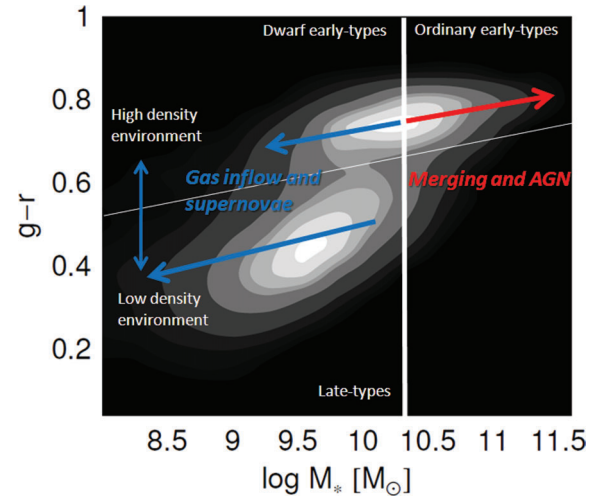 1
Dwarf early-types
Ordinary early-types
0.8
High density
environment
0.6
Gas inflow and
supernovae
Merging and AGN
g-r
0.4
Low density
environment
0.2
Late-types
8.5 9 9.5 10 10.5 11 11.5
log M* [M☉]